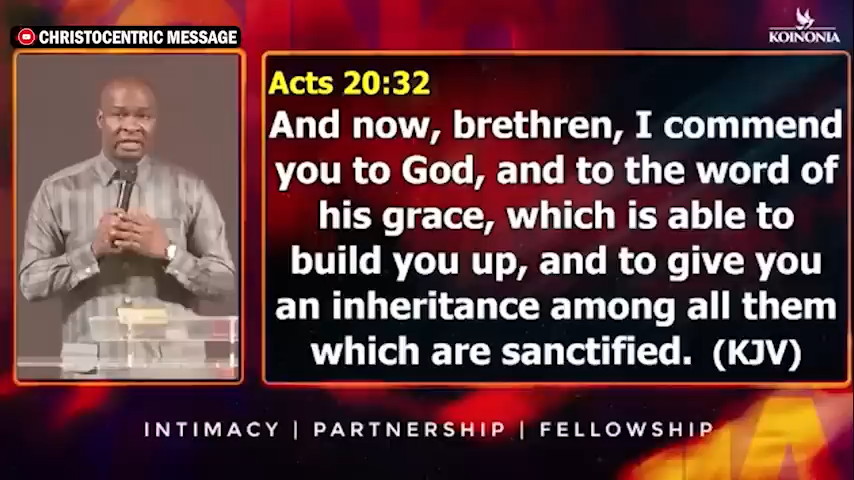 CHRISTOCENTRIC MESSAGE
KOINONIA
Acts 20:32
And now, brethren, I commend
you to God, and to the word of
his grace, which is able to
build you up, and to give you
an inheritance among all them
which are sanctified. (KJV)
INTIMACY | PARTNERSHIP | FELLOWSHIP